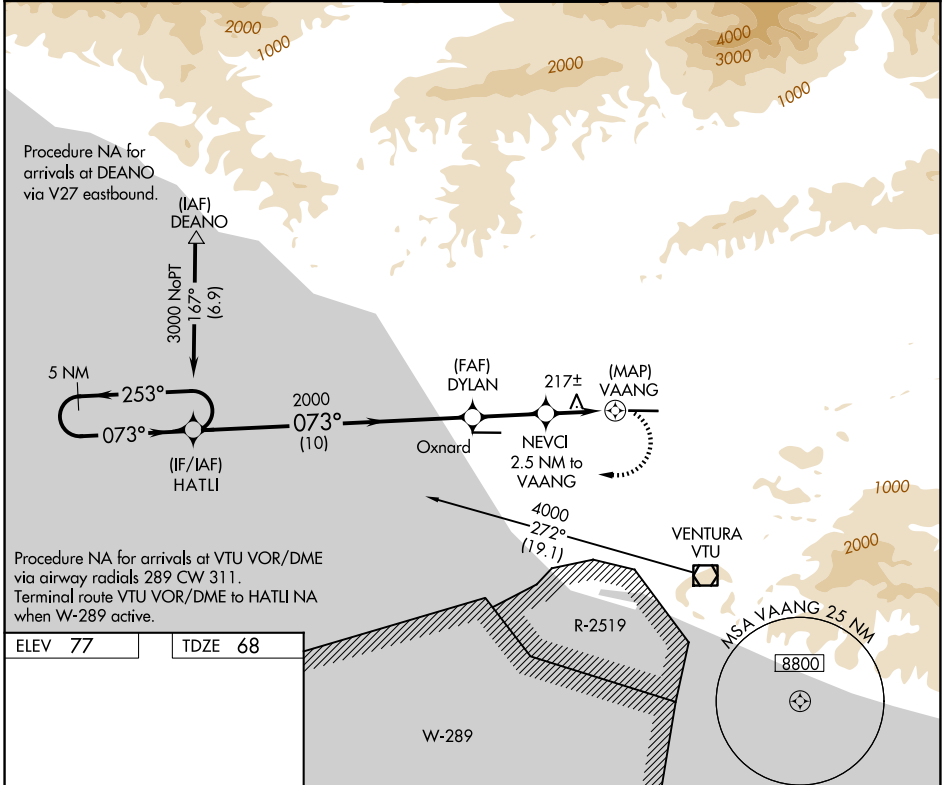 2000
1000
2000
4000
3000
1000
Procedure NA for
arrivals at DEANO
via V27 eastbound.
(IAF)
DEANO
3000 NoPT
167°
(6.9)
5 NM
253°
073°
(IF/IAF)
HATLI
2000
073°
(10)
(FAF)
DYLAN
Oxnard
217±
NEVCI
2.5 NM to
VAANG
(MAP)
VAANG
4000
272°
(19.1)
VENTURA
VTU
1000
2000
Procedure NA for arrivals at VTU VOR/DME
via airway radials 289 CW 311.
Terminal route VTU VOR/DME to HATLI NA
when W-289 active.
R-2519
MSA VAANG 25 NM
8800
ELEV 77
TDZE 68
W-289